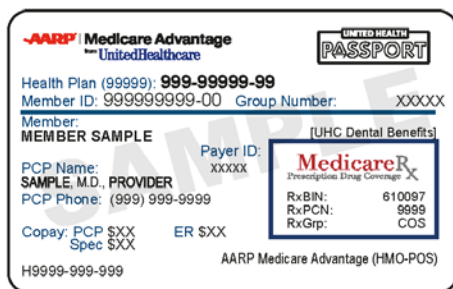 AARP | Medicare Advantage
from UnitedHealthcare
UNITED HEALTH
PASSPORT
Health Plan (99999): 999-99999-99
Member ID: 999999999-00 Group Number: XXXXX
Member:
MEMBER SAMPLE
[UHC Dental Benefits]
Payer ID:
XXXXX
PCP Name:
SAMPLE, M.D., PROVIDER
PCP Phone: (999) 999-9999
MedicareRx
Prescription Drug Coverage
RxBIN: 610097
RxPCN: 9999
RxGrp: COS
Copay: PCP $XX ER $XX
Spec $XX
AARP Medicare Advantage (HMO-POS)
H9999-999-999
SAMPLE